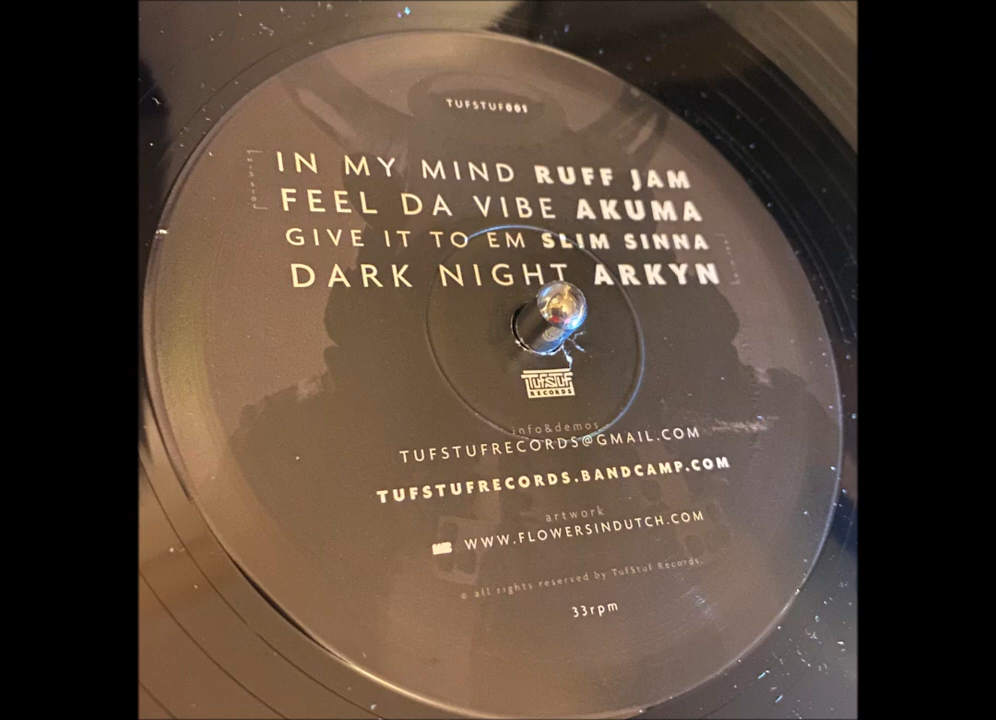 TUFSTUF001
IN MY MIND RUFF JAM
FEEL DA VIBE AKUMA
GIVE IT TO EM SLIM SINNA
DARK NIGHT ARKYN
TUFSTUF
RECORDS
info&demos
TUFSTUFRECORDS@GMAIL.COM
TUFSTUFRECORDS.BANDCAMP.COM
artwork
WWW.FLOWERSINDUTCH.COM
© all rights reserved by TufStuf Records.
33rpm